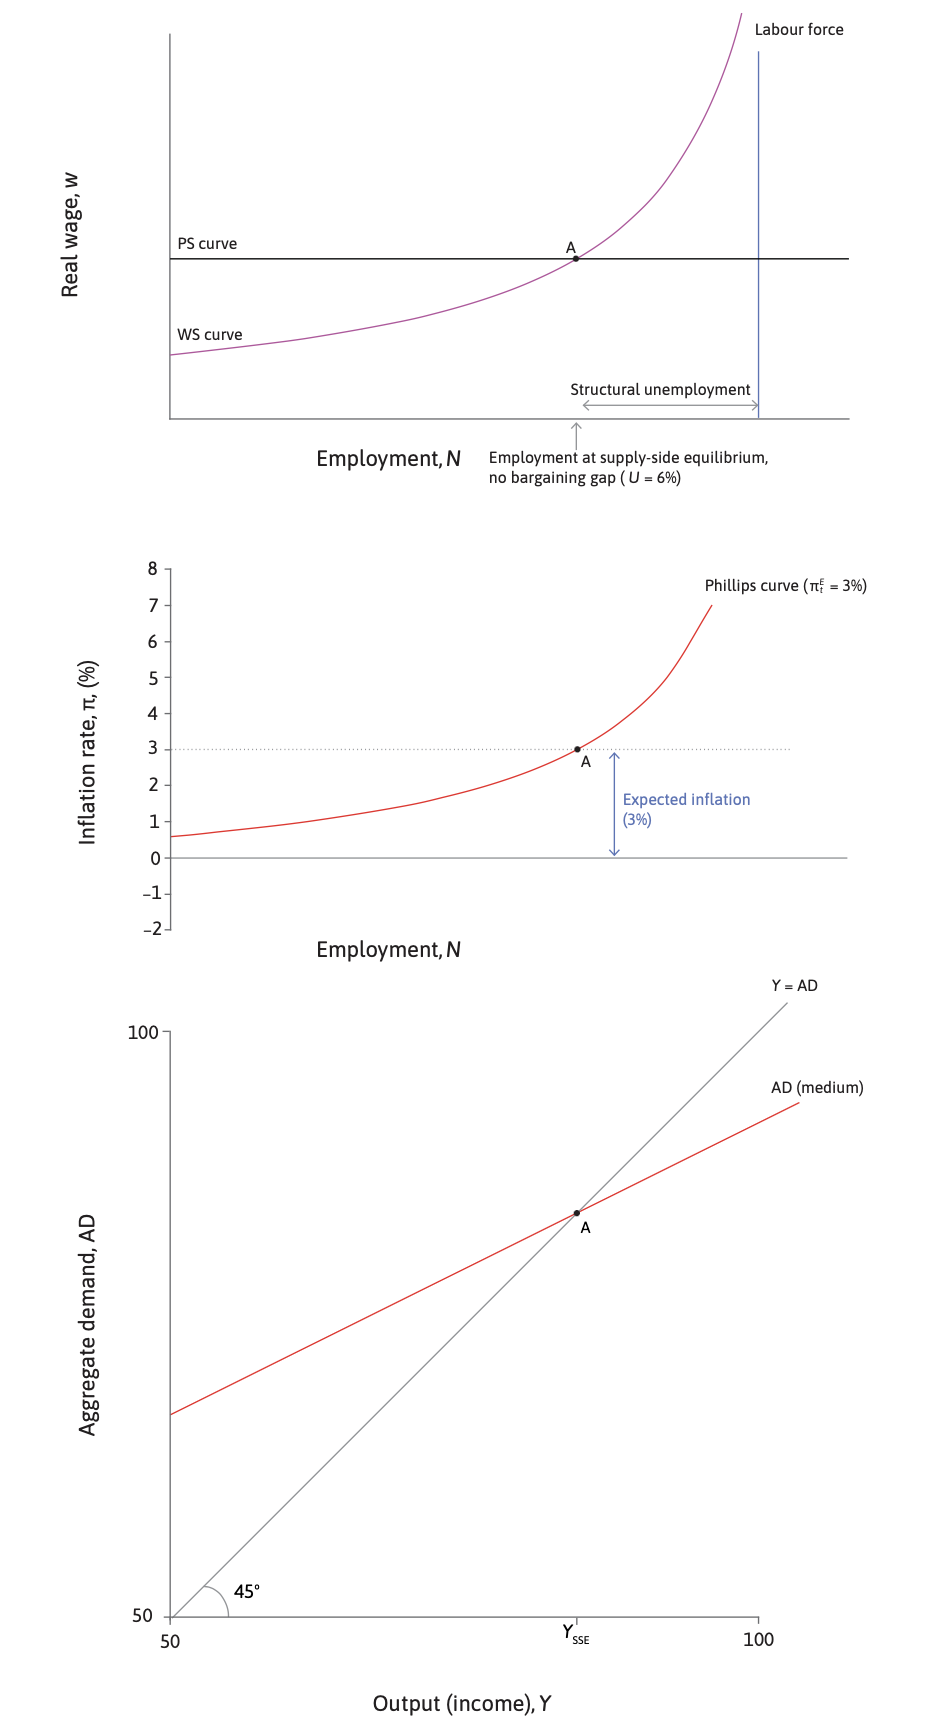 Labour force
Real wage, w
PS curve
A
WS curve
Structural unemployment
Employment, N
Employment at supply-side equilibrium,
no bargaining gap ( U = 6%)
8
Phillips curve (πₜᴱ = 3%)
7
6
5
4
3
A
2
Expected inflation
(3%)
1
0
–1
–2
Inflation rate, π, (%)
Employment, N
Y = AD
100
AD (medium)
A
Aggregate demand, AD
45°
50
50
Y_SSE
100
Output (income), Y